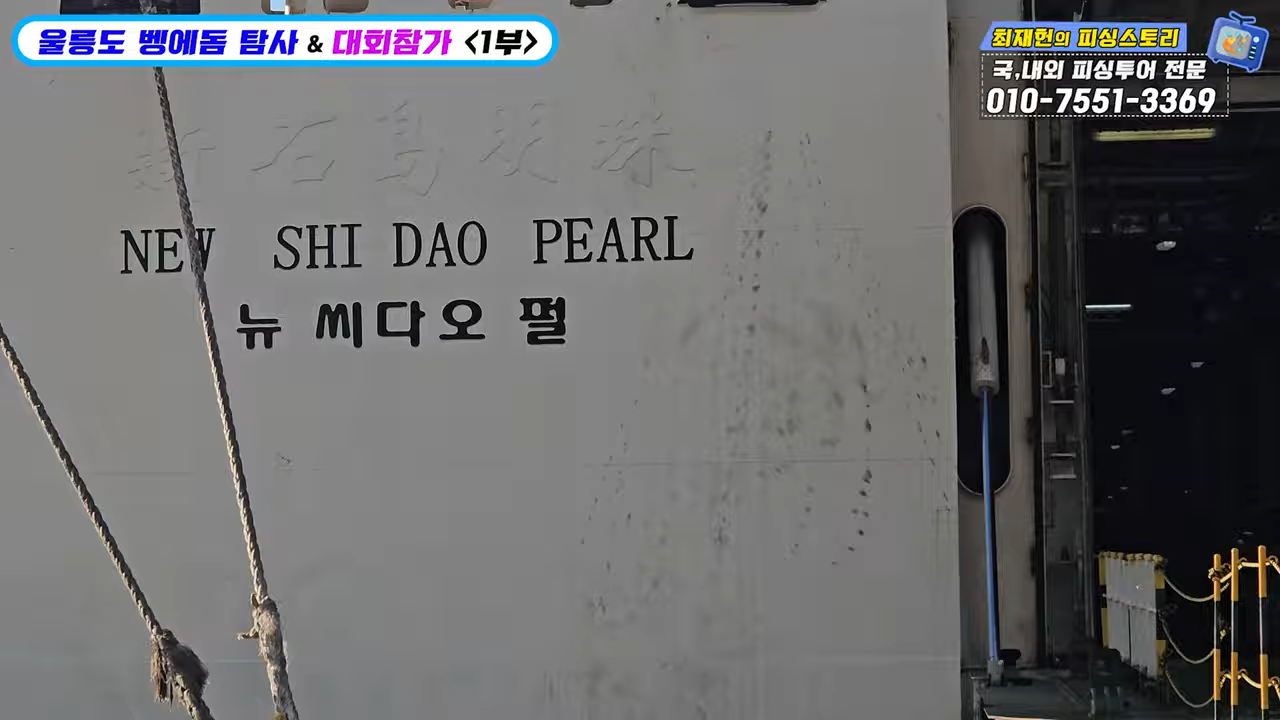 울릉도 벵에돔 탐사 & 대회참가 <1부>
최재헌의 피싱스토리
국,내외 피싱투어 전문
010-7551-3369
新石島明珠
NEW SHI DAO PEARL
뉴 씨다오 펄